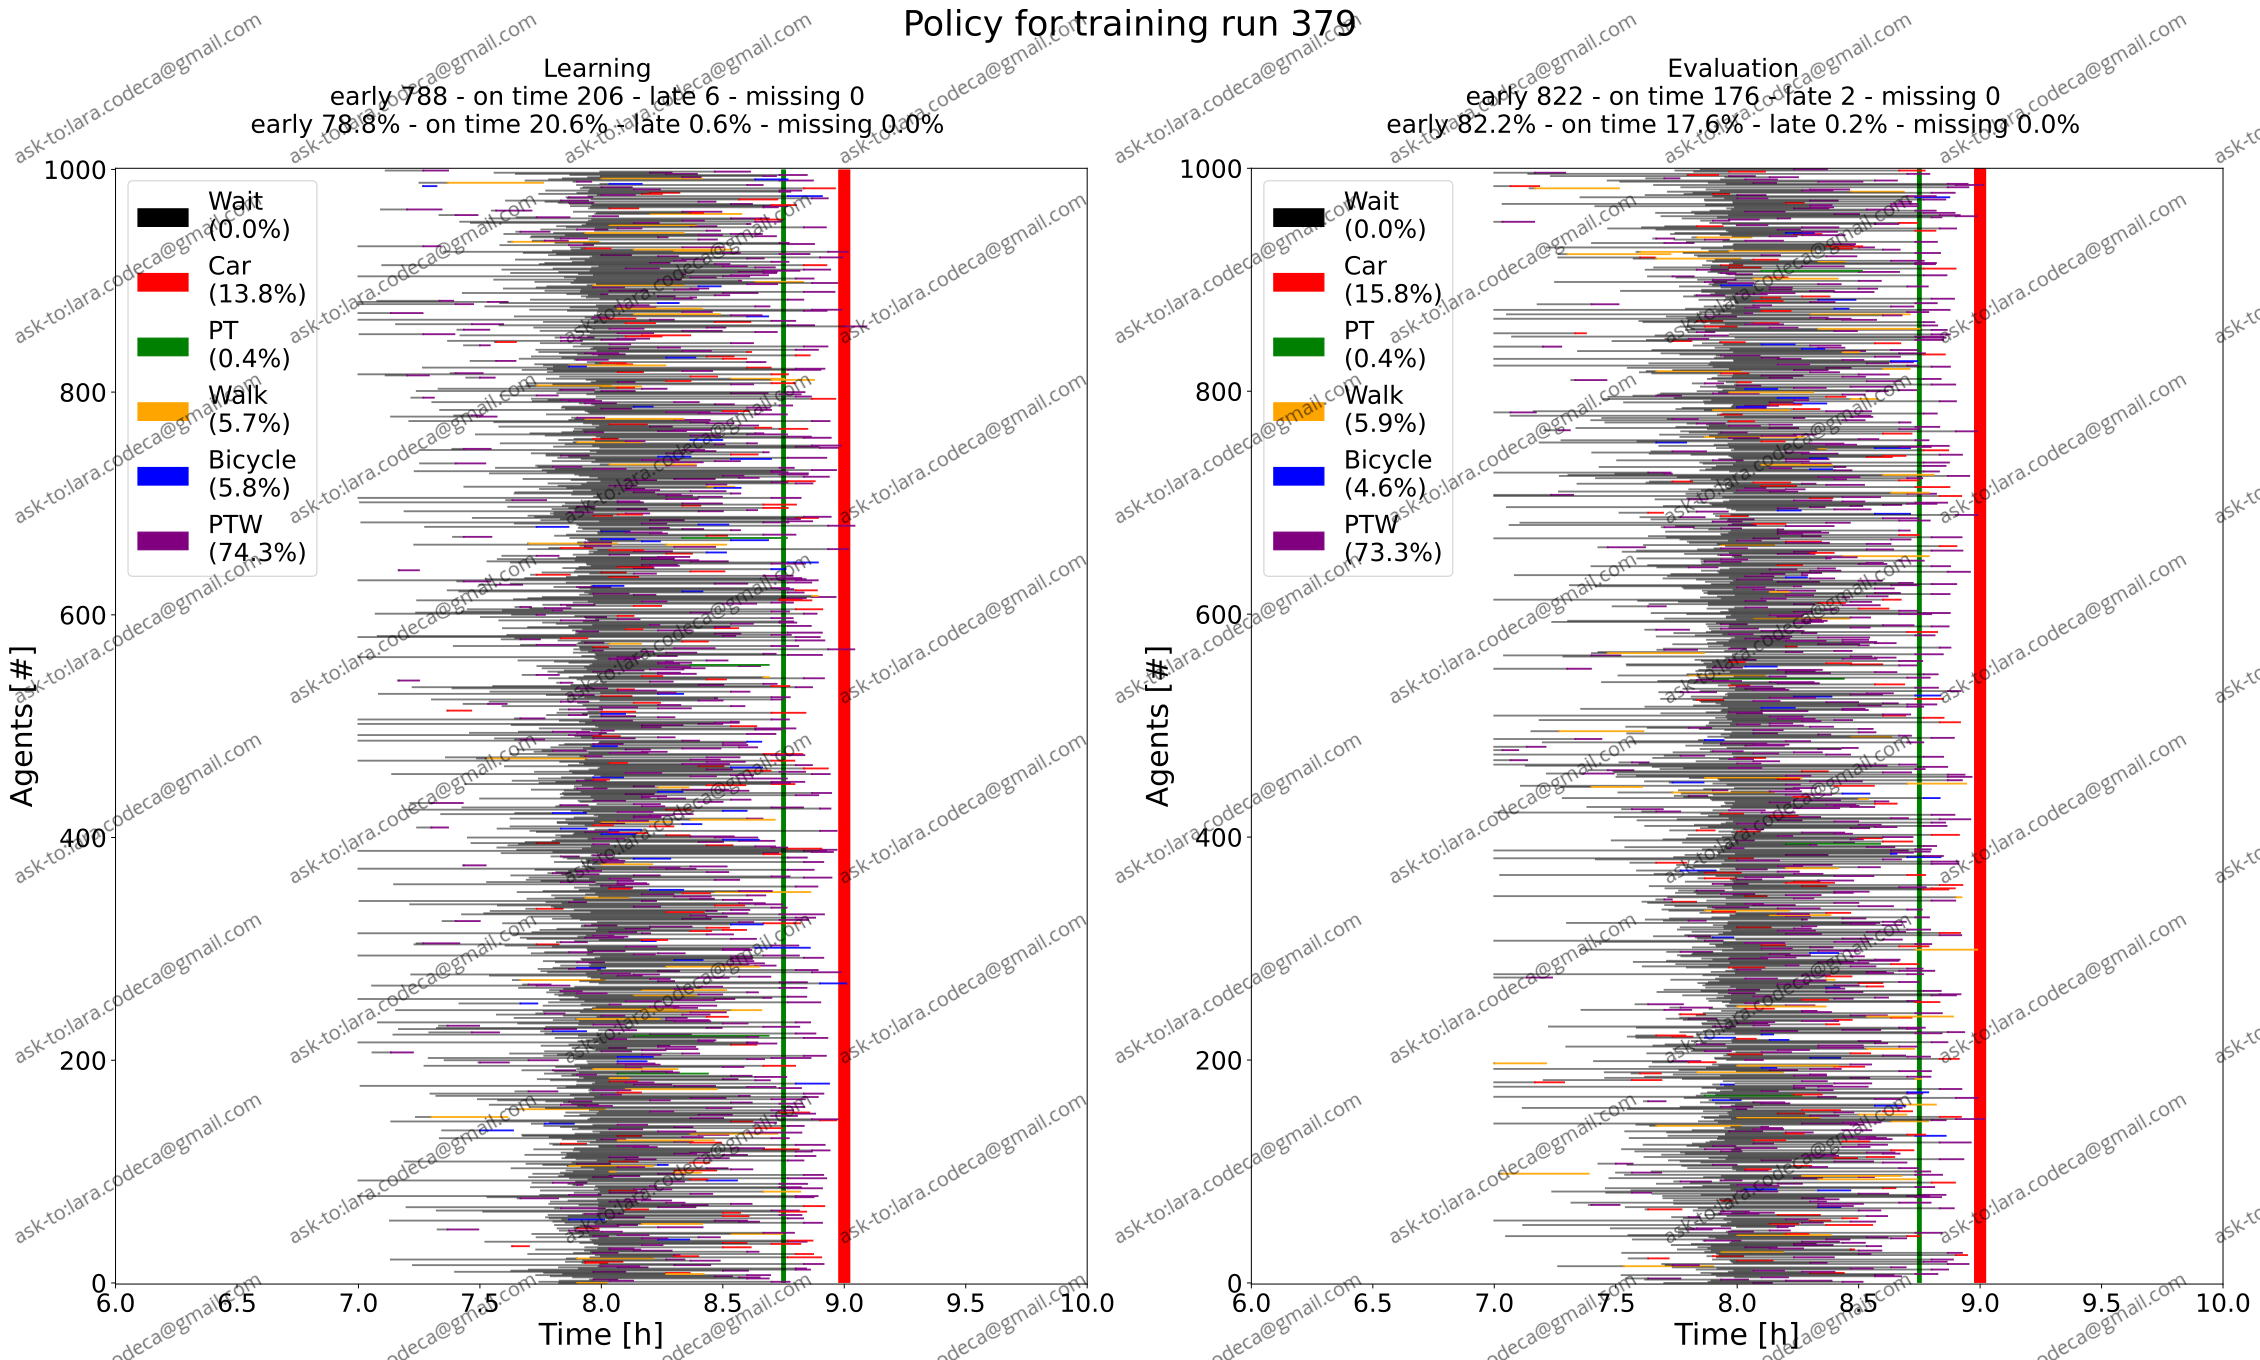 Policy for training run 379
Learning
early 788 - on time 206 - late 6 - missing 0
early 78.8% - on time 20.6% - late 0.6% - missing 0.0%
1000
800
600
400
200
0
Agents [#]
Wait
(0.0%)
Car
(13.8%)
PT
(0.4%)
Walk
(5.7%)
Bicycle
(5.8%)
PTW
(74.3%)
6.0 6.5 7.0 7.5 8.0 8.5 9.0 9.5 10.0
Time [h]
Evaluation
early 822 - on time 176 - late 2 - missing 0
early 82.2% - on time 17.6% - late 0.2% - missing 0.0%
1000
800
600
400
200
0
Agents [#]
Wait
(0.0%)
Car
(15.8%)
PT
(0.4%)
Walk
(5.9%)
Bicycle
(4.6%)
PTW
(73.3%)
6.0 6.5 7.0 7.5 8.0 8.5 9.0 9.5 10.0
Time [h]
ask-to:lara.codeca@gmail.com